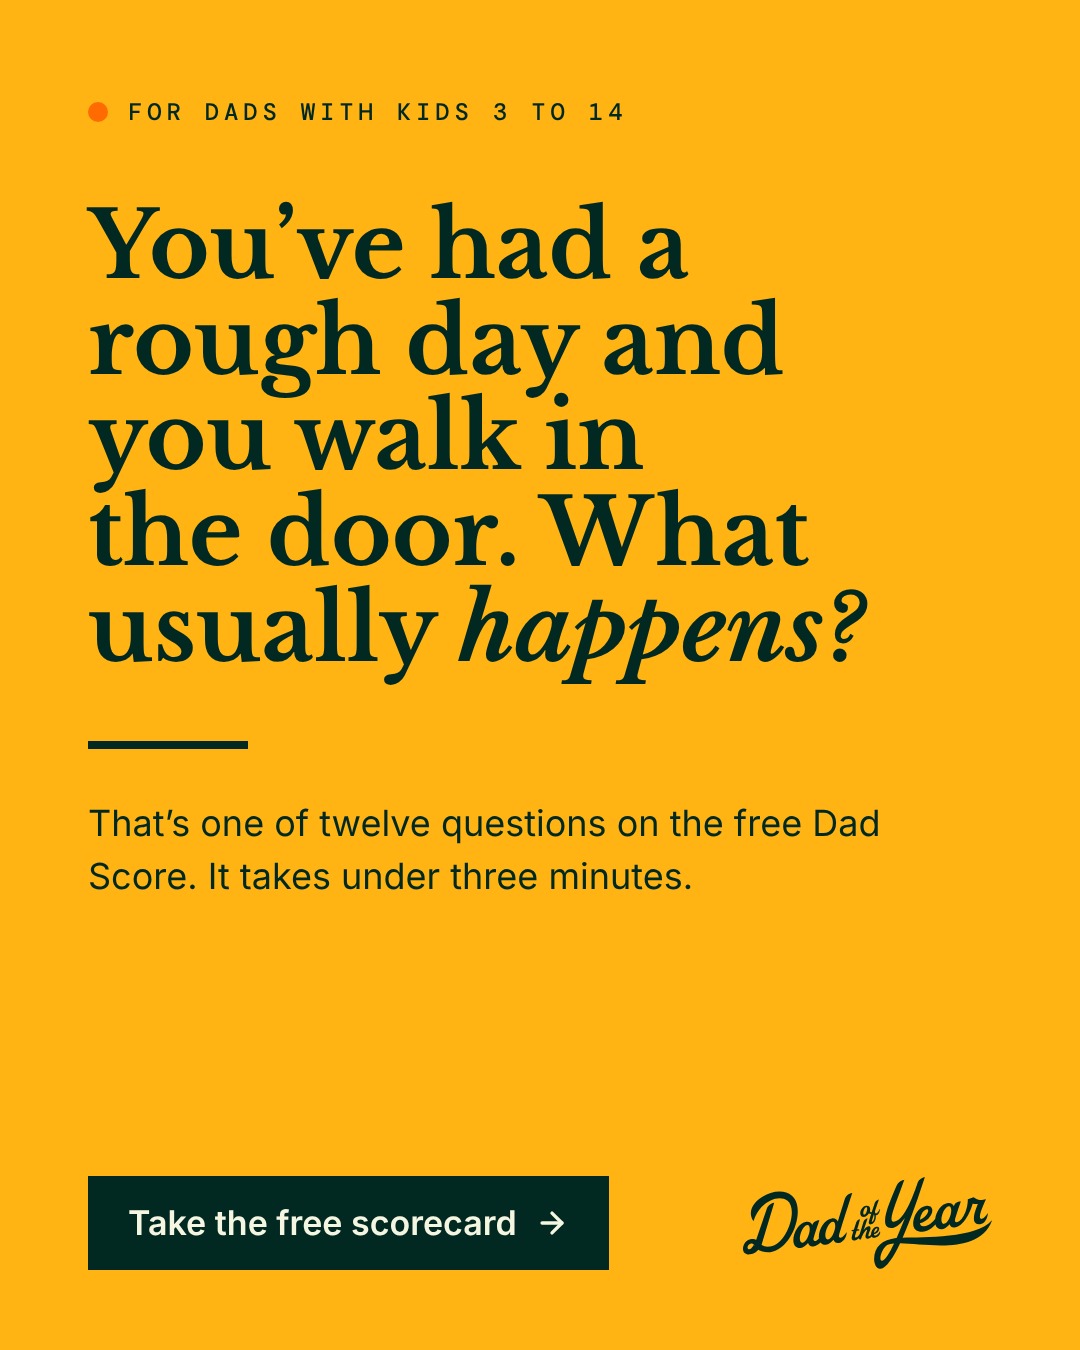 FOR DADS WITH KIDS 3 TO 14
You’ve had a
rough day and
you walk in
the door. What
usually happens?
That’s one of twelve questions on the free Dad
Score. It takes under three minutes.
Take the free scorecard →
Dad of the Year